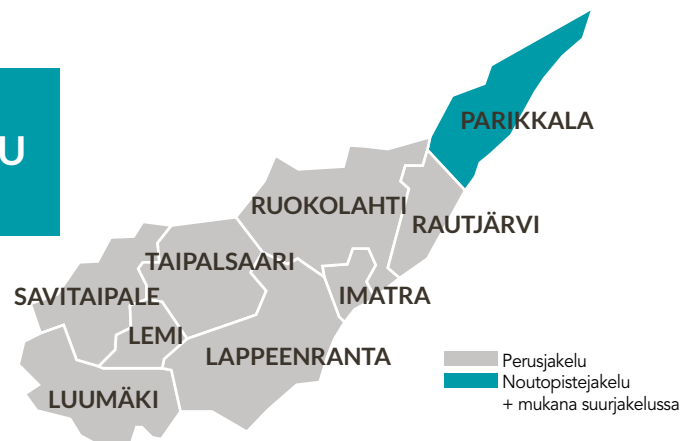 U
PARIKKALA
RUOKOLAHTI
RAUTJÄRVI
TAIPALSAARI
SAVITAIPALE
IMATRA
LEMI
LAPPEENRANTA
LUUMÄKI
Perusjakelu
Noutopistejakelu
+ mukana suurjakelussa